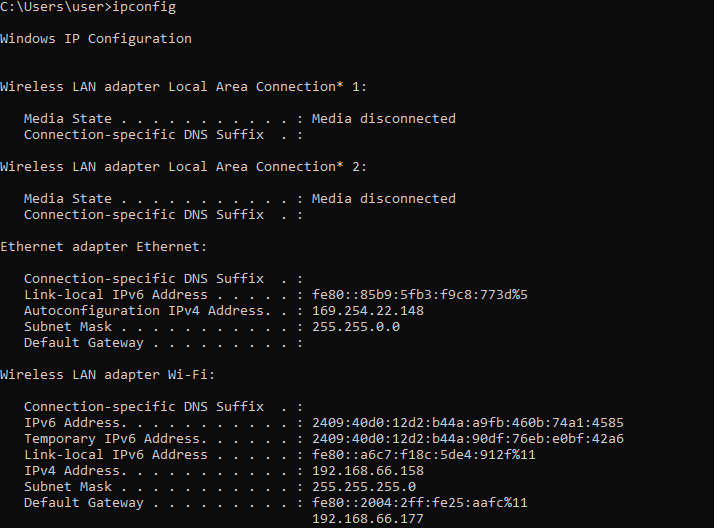 C:\Users\user>ipconfig
Windows IP Configuration
Wireless LAN adapter Local Area Connection* 1:
   Media State . . . . . . . . . . . : Media disconnected
   Connection-specific DNS Suffix  . :
Wireless LAN adapter Local Area Connection* 2:
   Media State . . . . . . . . . . . : Media disconnected
   Connection-specific DNS Suffix  . :
Ethernet adapter Ethernet:
   Connection-specific DNS Suffix  . :
   Link-local IPv6 Address . . . . . : fe80::85b9:5fb3:f9c8:773d%5
   Autoconfiguration IPv4 Address. . : 169.254.22.148
   Subnet Mask . . . . . . . . . . . : 255.255.0.0
   Default Gateway . . . . . . . . . :
Wireless LAN adapter Wi-Fi:
   Connection-specific DNS Suffix  . :
   IPv6 Address. . . . . . . . . . . : 2409:40d0:12d2:b44a:a9fb:460b:74a1:4585
   Temporary IPv6 Address. . . . . . : 2409:40d0:12d2:b44a:90df:76eb:e0bf:42a6
   Link-local IPv6 Address . . . . . : fe80::a6c7:f18c:5de4:912f%11
   IPv4 Address. . . . . . . . . . . : 192.168.66.158
   Subnet Mask . . . . . . . . . . . : 255.255.255.0
   Default Gateway . . . . . . . . . : fe80::2004:2ff:fe25:aafc%11
                                       192.168.66.177